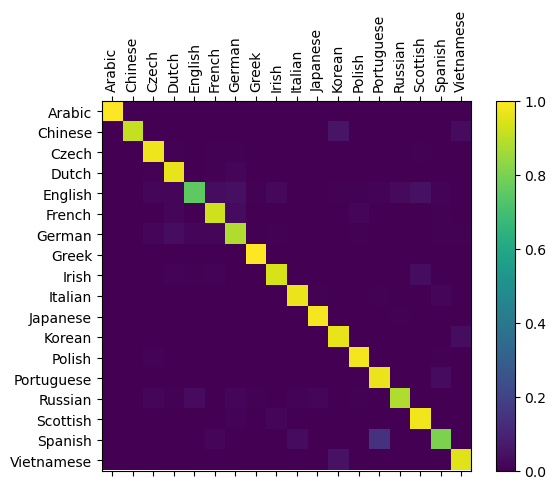 Arabic
Chinese
Czech
Dutch
English
French
German
Greek
Irish
Italian
Japanese
Korean
Polish
Portuguese
Russian
Scottish
Spanish
Vietnamese
Arabic
Chinese
Czech
Dutch
English
French
German
Greek
Irish
Italian
Japanese
Korean
Polish
Portuguese
Russian
Scottish
Spanish
Vietnamese
1.0
0.8
0.6
0.4
0.2
0.0